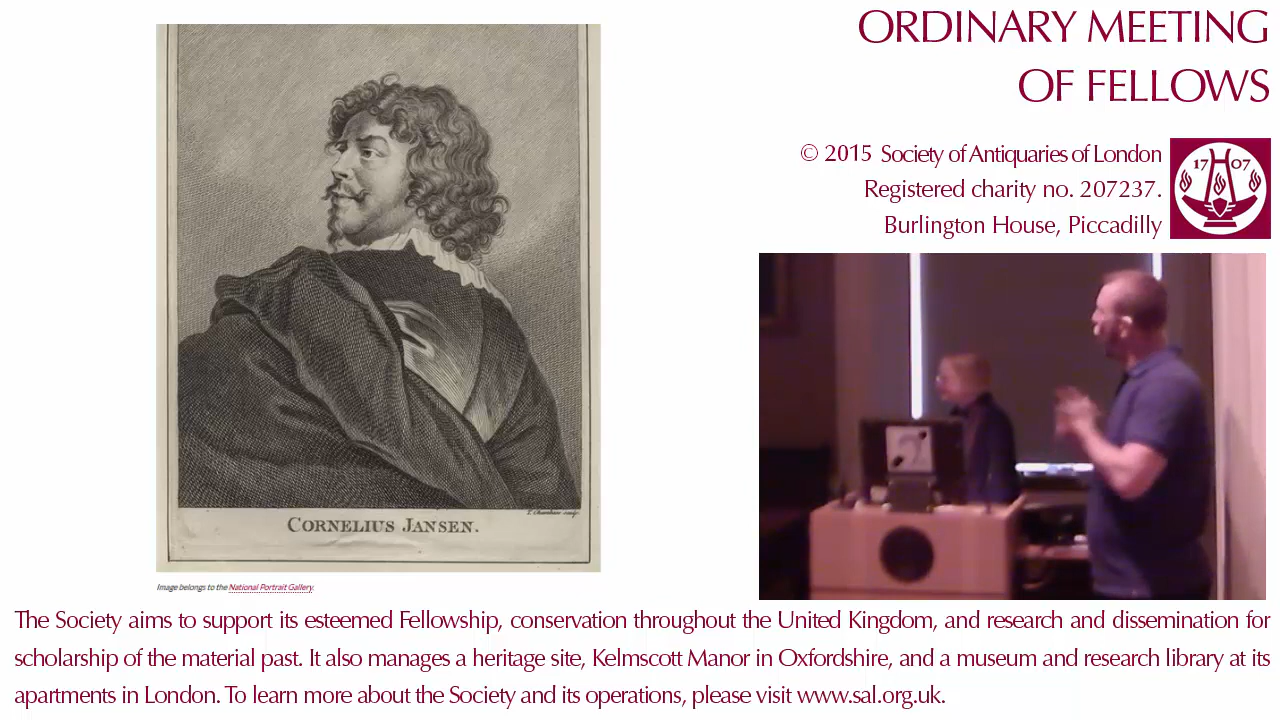 ORDINARY MEETING
OF FELLOWS
© 2015 Society of Antiquaries of London
Registered charity no. 207237.
Burlington House, Piccadilly
17 07
CORNELIUS JANSEN.
Image belongs to the National Portrait Gallery.
The Society aims to support its esteemed Fellowship, conservation throughout the United Kingdom, and research and dissemination for
scholarship of the material past. It also manages a heritage site, Kelmscott Manor in Oxfordshire, and a museum and research library at its
apartments in London. To learn more about the Society and its operations, please visit www.sal.org.uk.